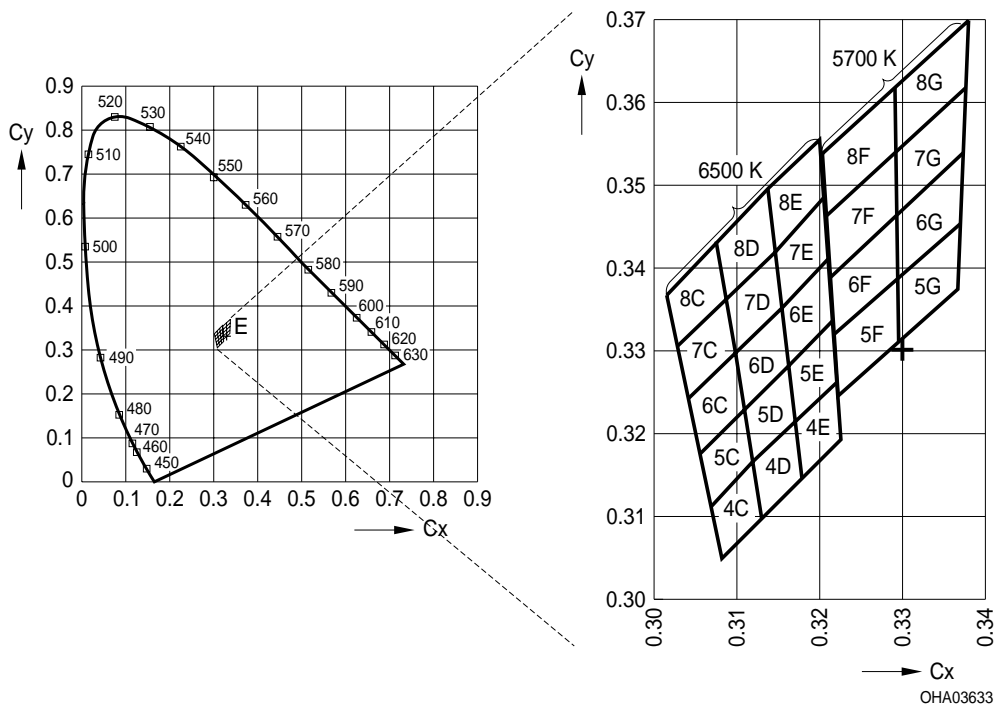 0.9
0.8
0.7
0.6
0.5
0.4
0.3
0.2
0.1
0
Cy
520
530
540
510
550
560
570
500
580
590
600
610
620
630
E
490
480
470
460
450
0 0.1 0.2 0.3 0.4 0.5 0.6 0.7 0.8 0.9
Cx
0.37
0.36
0.35
0.34
0.33
0.32
0.31
0.30
Cy
5700 K
6500 K
8G
8F 7G
8E 7F 6G
8D 7E 6F 5G
8C 7D 6E 5F
7C 6D 5E
6C 5D 4E
5C 4D
4C
0.30 0.31 0.32 0.33 0.34
Cx
OHA03633